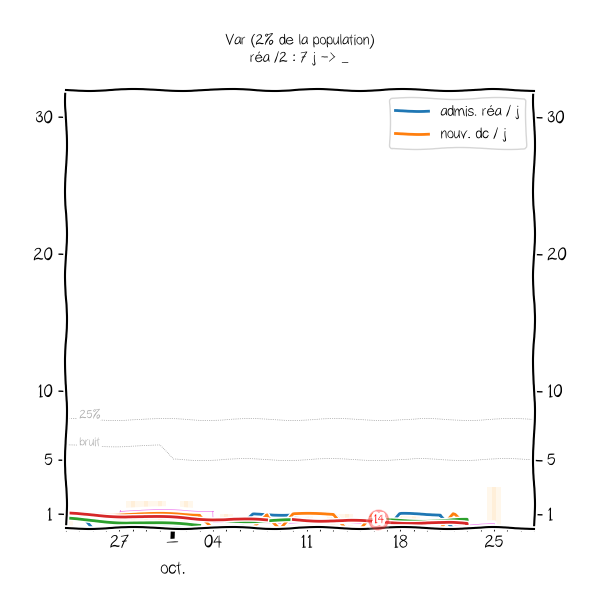 Var (2% de la population)
réa /2 : 7 j -> _
admis. réa / j
nouv. dc / j
30
30
20
20
10
10
25%
bruit
5
5
1
1
14
27
04
11
18
25
oct.